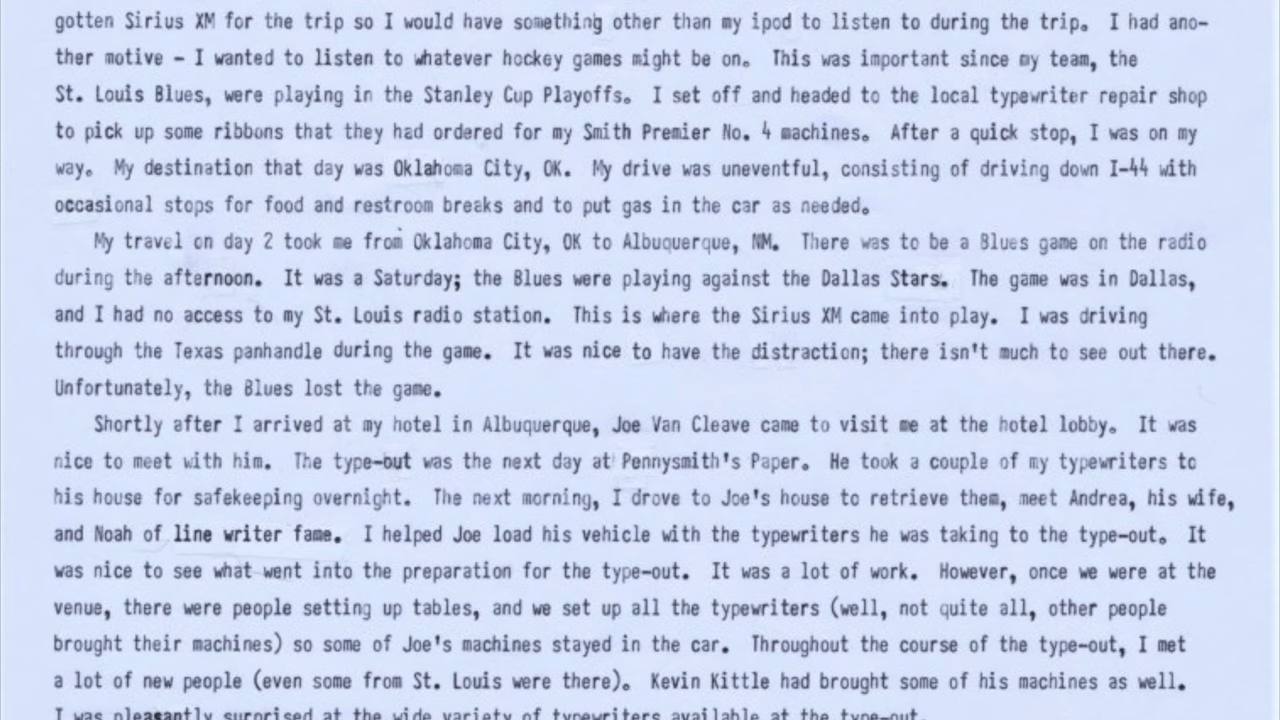 gotten Sirius XM for the trip so I would have something other than my ipod to listen to during the trip.  I had ano-
ther motive – I wanted to listen to whatever hockey games might be on.  This was important since my team, the
St. Louis Blues, were playing in the Stanley Cup Playoffs.  I set off and headed to the local typewriter repair shop
to pick up some ribbons that they had ordered for my Smith Premier No. 4 machines.  After a quick stop, I was on my
way.  My destination that day was Oklahoma City, OK.  My drive was uneventful, consisting of driving down I-44 with
occasional stops for food and restroom breaks and to put gas in the car as needed.
My travel on day 2 took me from Oklahoma City, OK to Albuquerque, NM.  There was to be a Blues game on the radio
during the afternoon.  It was a Saturday; the Blues were playing against the Dallas Stars.  The game was in Dallas,
and I had no access to my St. Louis radio station.  This is where the Sirius XM came into play.  I was driving
through the Texas panhandle during the game.  It was nice to have the distraction; there isn't much to see out there.
Unfortunately, the Blues lost the game.
Shortly after I arrived at my hotel in Albuquerque, Joe Van Cleave came to visit me at the hotel lobby.  It was
nice to meet with him.  The type-out was the next day at Pennysmith's Paper.  He took a couple of my typewriters to
his house for safekeeping overnight.  The next morning, I drove to Joe's house to retrieve them, meet Andrea, his wife,
and Noah of line writer fame.  I helped Joe load his vehicle with the typewriters he was taking to the type-out.  It
was nice to see what went into the preparation for the type-out.  It was a lot of work.  However, once we were at the
venue, there were people setting up tables, and we set up all the typewriters (well, not quite all, other people
brought their machines) so some of Joe's machines stayed in the car.  Throughout the course of the type-out, I met
a lot of new people (even some from St. Louis were there).  Kevin Kittle had brought some of his machines as well.
I was pleasantly surprised at the wide variety of typewriters available at the type-out.